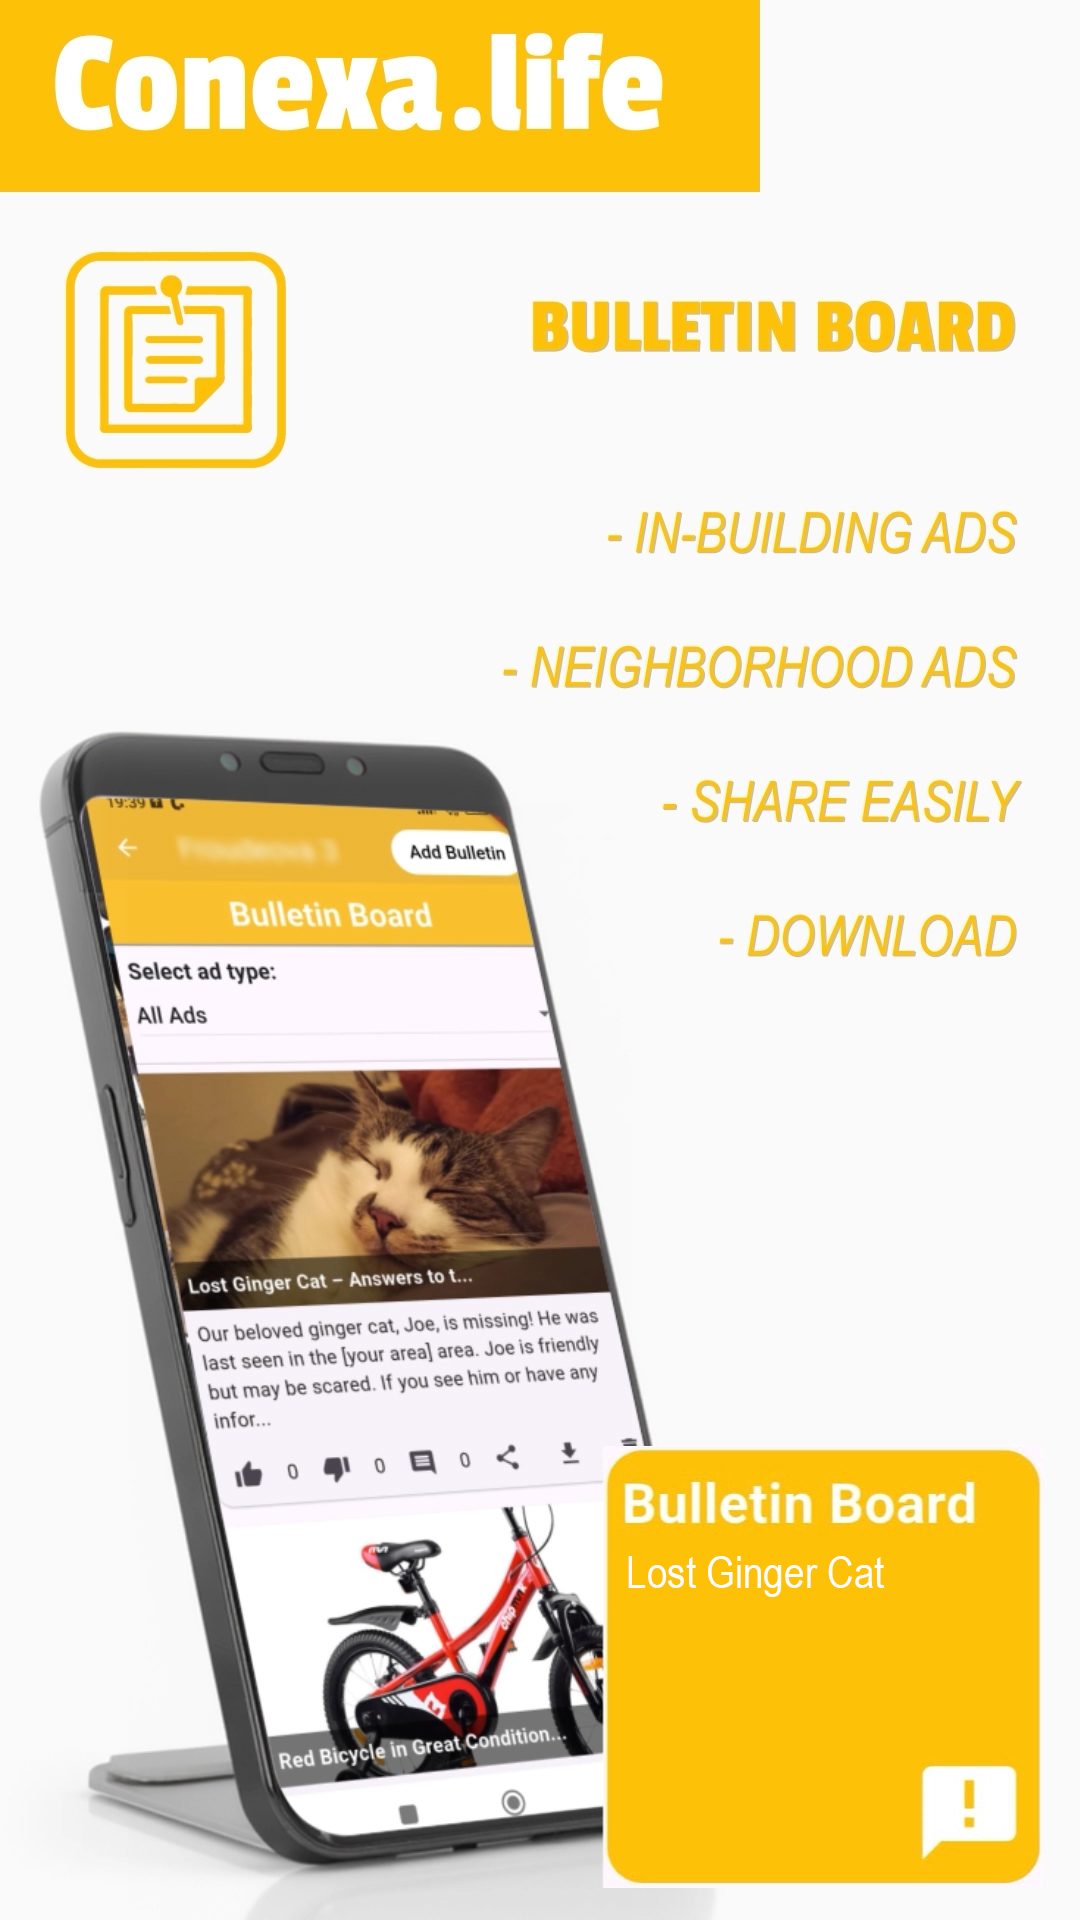 Conexa.life
BULLETIN BOARD
- IN-BUILDING ADS
- NEIGHBORHOOD ADS
- SHARE EASILY
- DOWNLOAD
19:39
Add Bulletin
Bulletin Board
Select ad type:
All Ads
Lost Ginger Cat – Answers to t...
Our beloved ginger cat, Joe, is missing! He was
last seen in the [your area] area. Joe is friendly
but may be scared. If you see him or have any
infor...
0 0 0
chipmunk
Red Bicycle in Great Condition...
Bulletin Board
Lost Ginger Cat